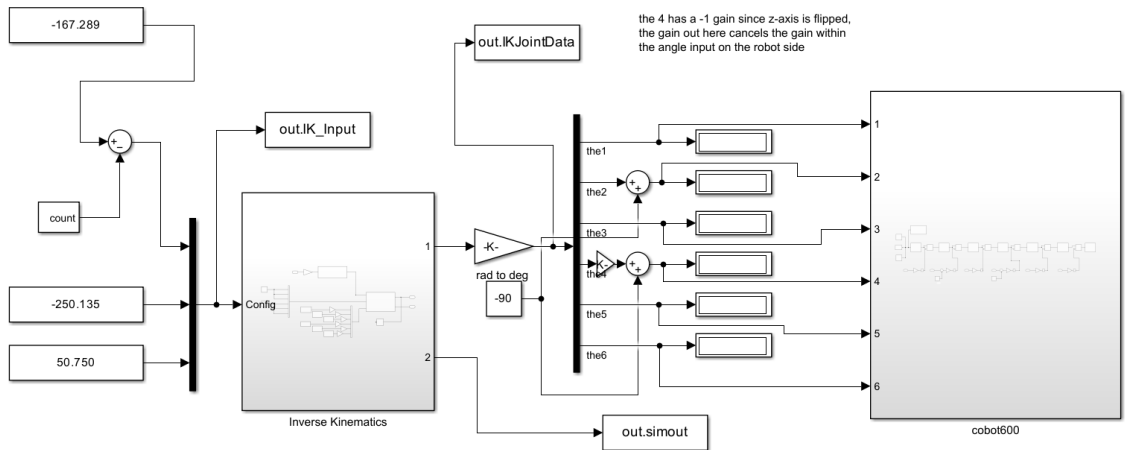 -167.289
out.IKJointData
the 4 has a -1 gain since z-axis is flipped,
the gain out here cancels the gain within
the angle input on the robot side
+
-
out.IK_Input
count
-250.135
50.750
Config
1
2
Inverse Kinematics
-K-
rad to deg
-90
the1
the2
the3
the4
the5
the6
+
+
-K-
+
+
out.simout
1
2
3
4
5
6
cobot600